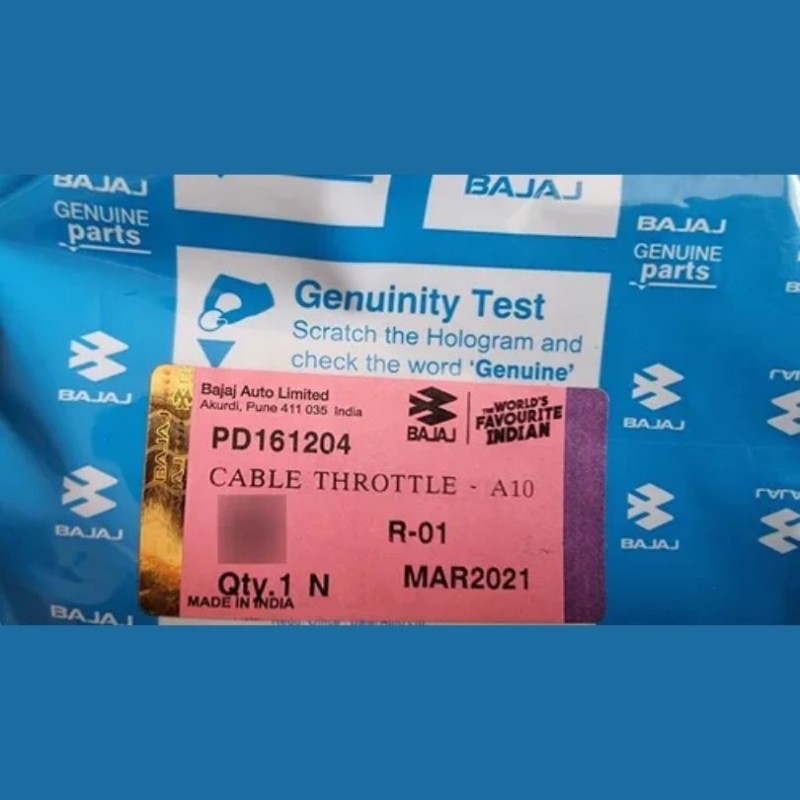 BAJAJ
GENUINE
parts
BAJAJ
BAJAJ
GENUINE
parts
Genuinity Test
Scratch the Hologram and
check the word 'Genuine'
BAJAJ
BAJAJ
BAJAJ
Bajaj Auto Limited
Akurdi, Pune 411 035 India
BAJAJ
THE WORLD'S
FAVOURITE
INDIAN
PD161204
CABLE THROTTLE - A10
R-01
Qty.1 N
MAR2021
MADE IN INDIA
BAJAJ
BAJAJ
BAJAJ